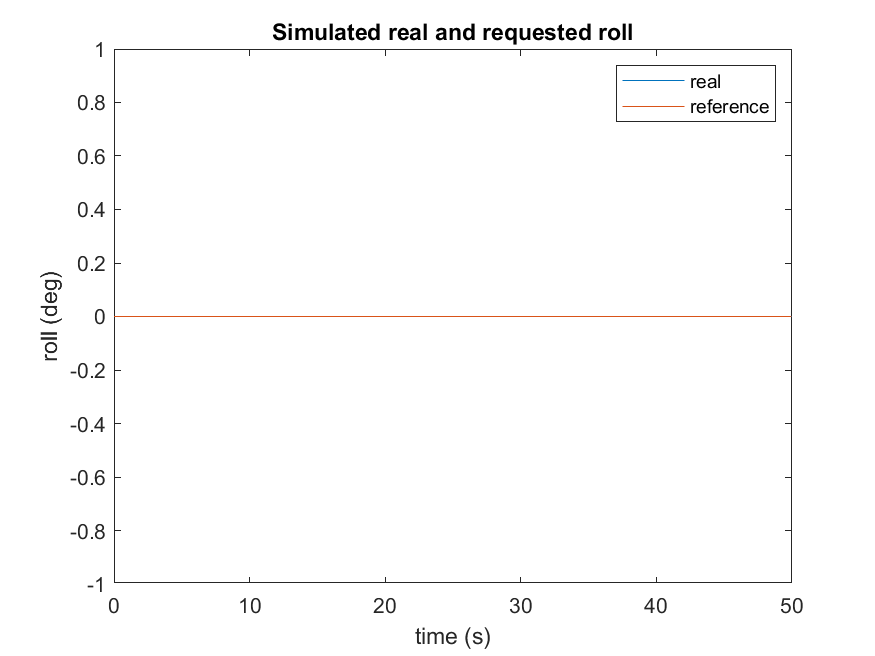 Simulated real and requested roll
1
0.8
0.6
0.4
0.2
0
-0.2
-0.4
-0.6
-0.8
-1
roll (deg)
real
reference
0 10 20 30 40 50
time (s)